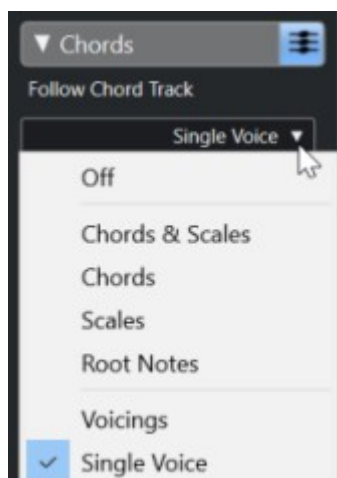 Chords
Follow Chord Track
Single Voice
Off
Chords & Scales
Chords
Scales
Root Notes
Voicings
Single Voice